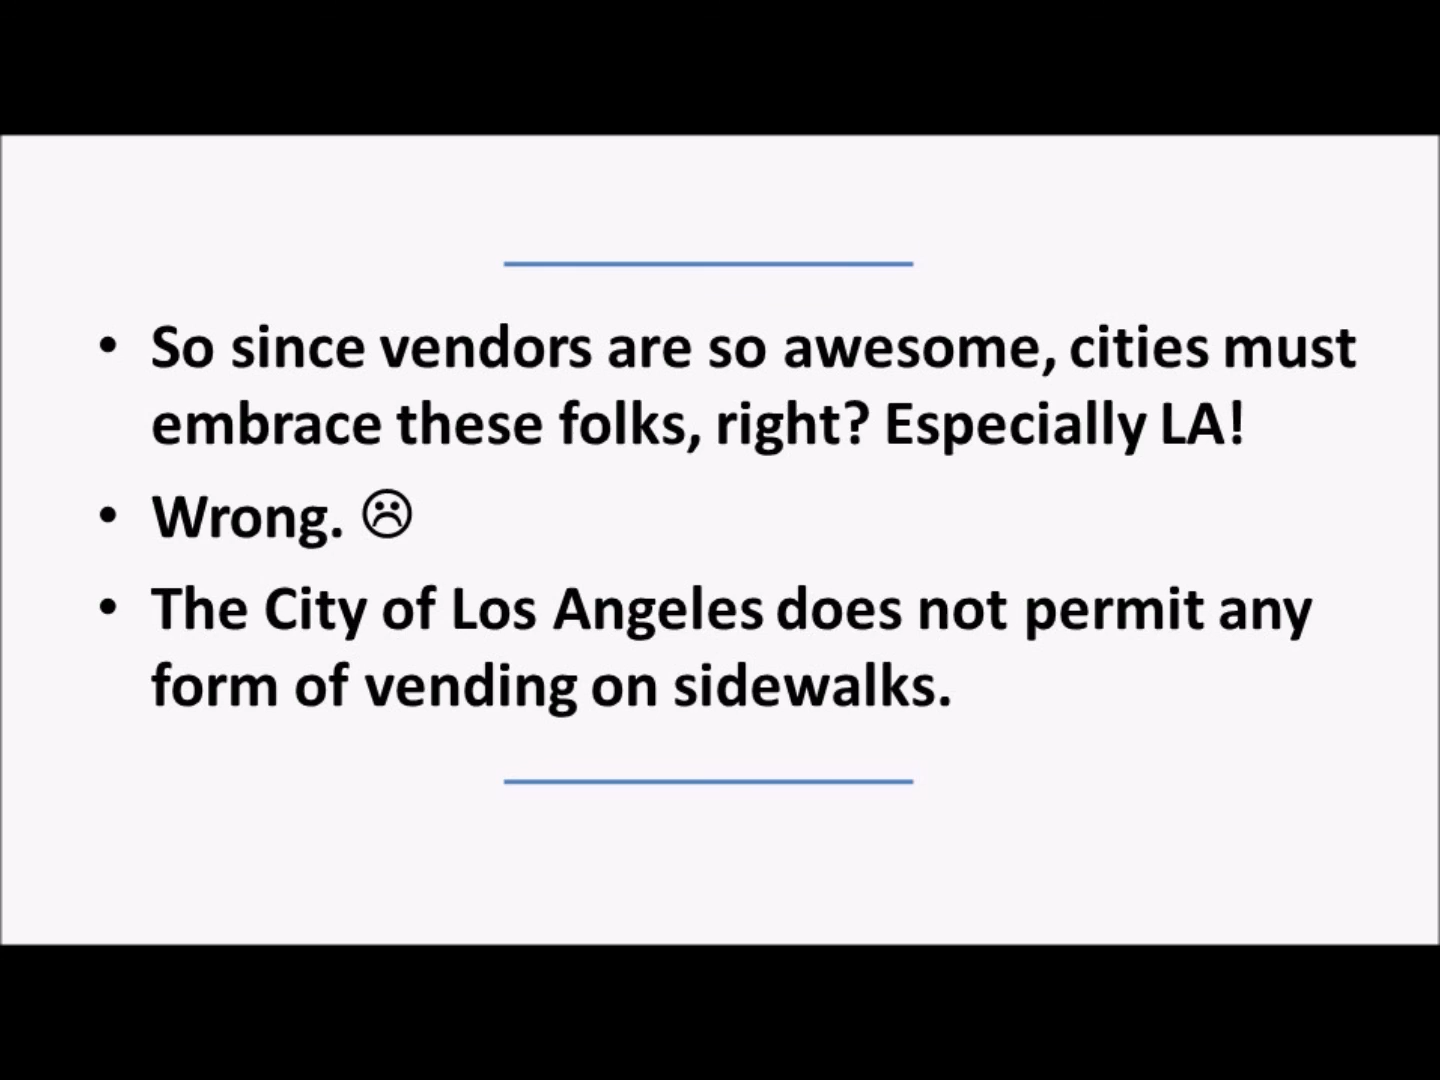 • So since vendors are so awesome, cities must
embrace these folks, right? Especially LA!
• Wrong. ☹
• The City of Los Angeles does not permit any
form of vending on sidewalks.